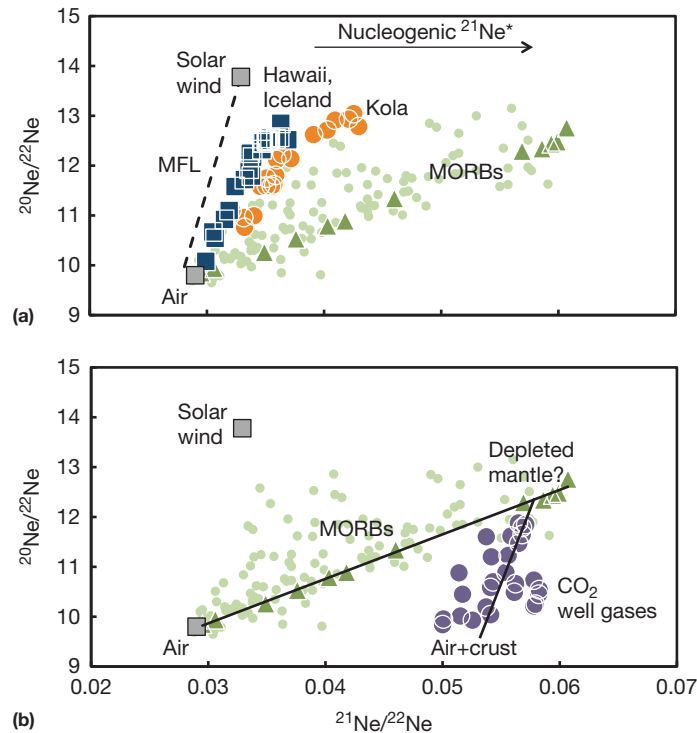 Nucleogenic ²¹Ne*
15
14
13
12
11
10
9
²⁰Ne/²²Ne
Solar
wind
Hawaii,
Iceland
Kola
MFL
MORBs
Air
(a)
15
14
13
12
11
10
9
²⁰Ne/²²Ne
Solar
wind
Depleted
mantle?
MORBs
CO₂
well gases
Air
Air+crust
0.02
0.03
0.04
0.05
0.06
0.07
(b)
²¹Ne/²²Ne